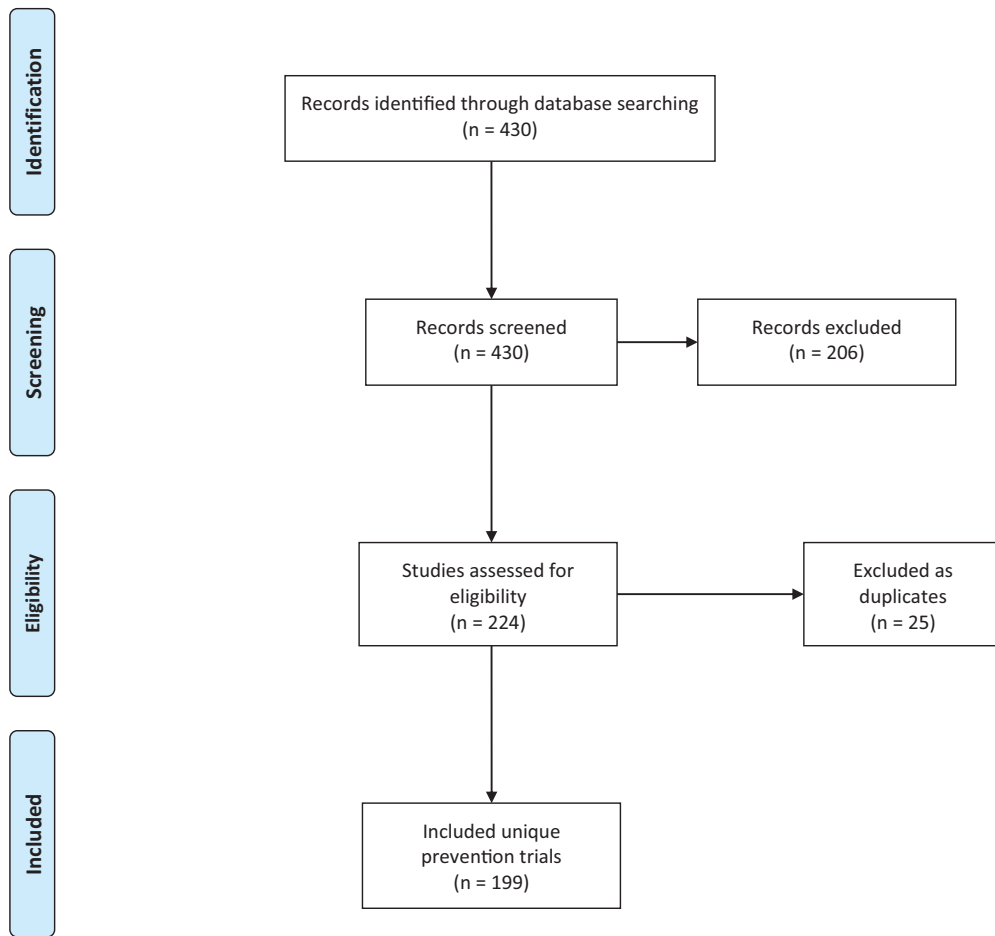 Identification
Records identified through database searching
(n = 430)
Screening
Records screened
(n = 430)
Records excluded
(n = 206)
Eligibility
Studies assessed for
eligibility
(n = 224)
Excluded as
duplicates
(n = 25)
Included
Included unique
prevention trials
(n = 199)